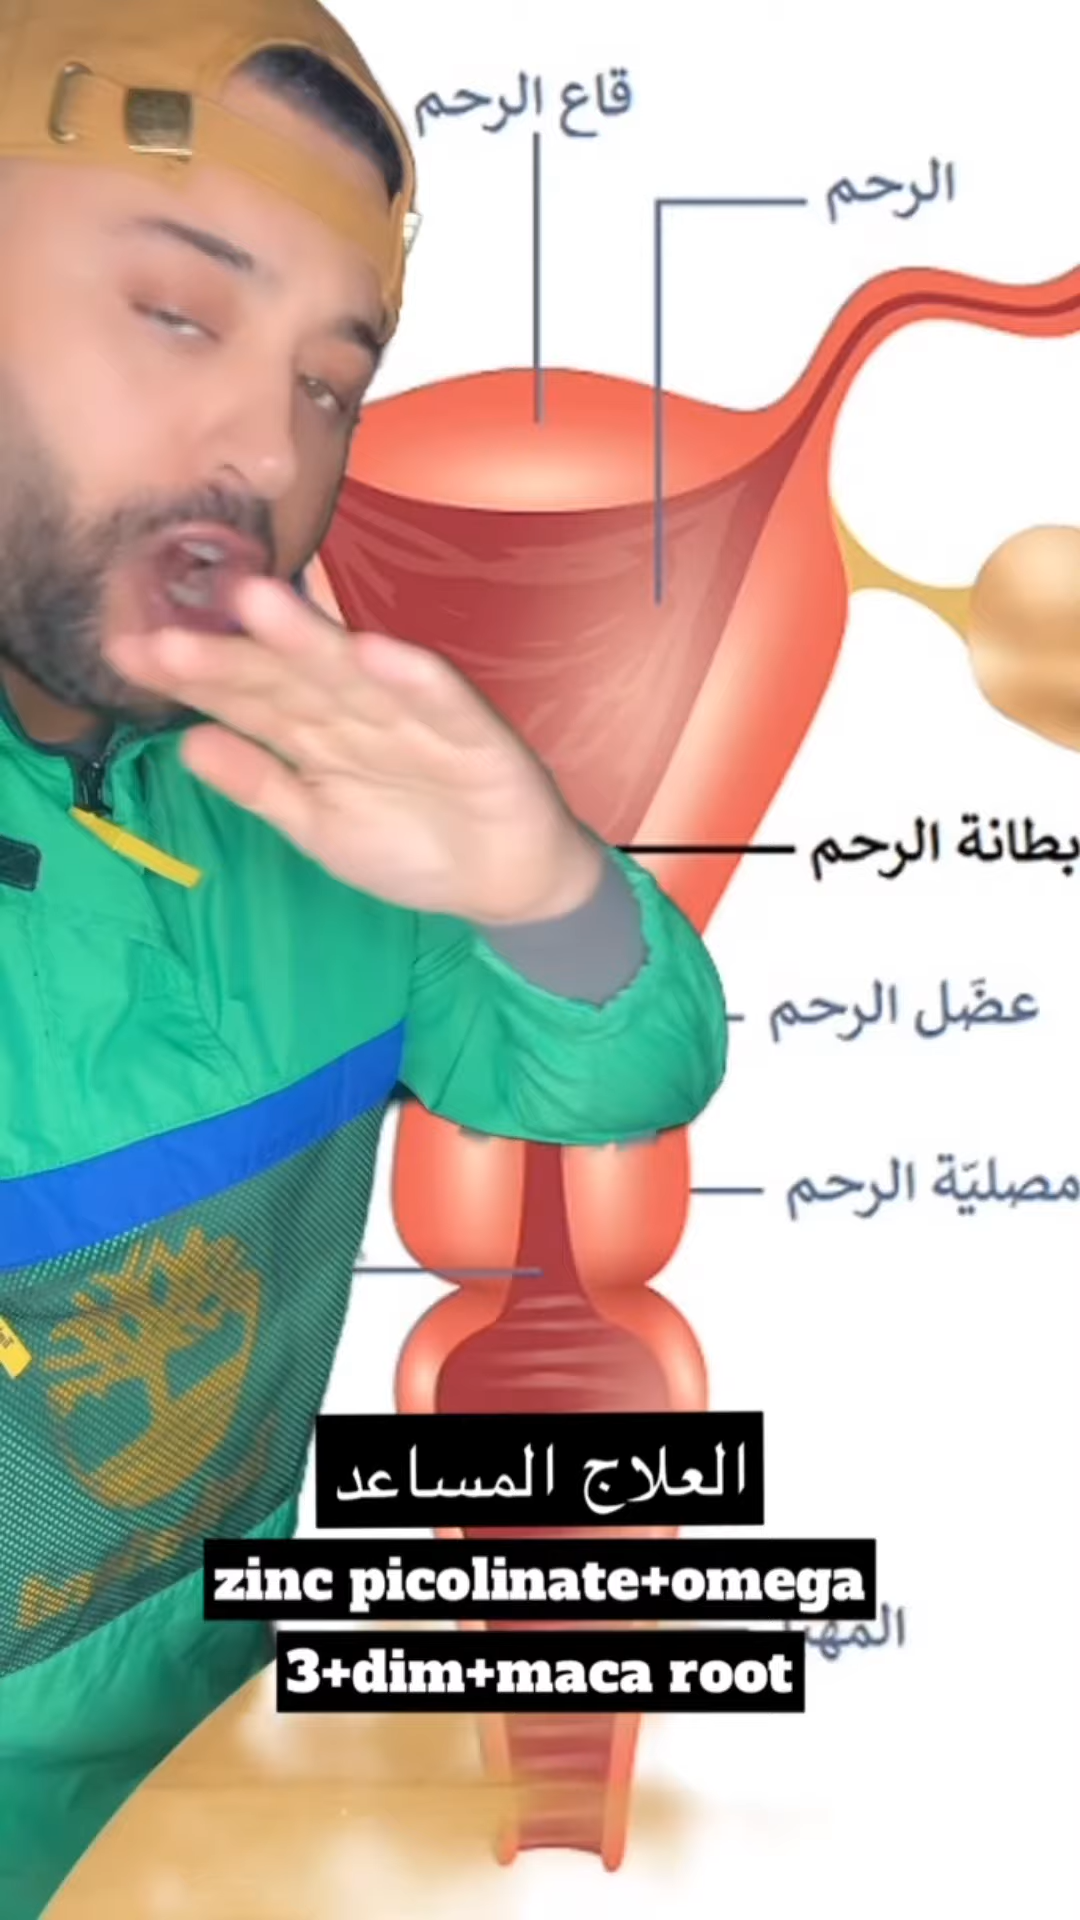 قاع الرحم
الرحم
بطانة الرحم
عضَل الرحم
مصليّة الرحم
العلاج المساعد
zinc picolinate+omega
3+dim+maca root